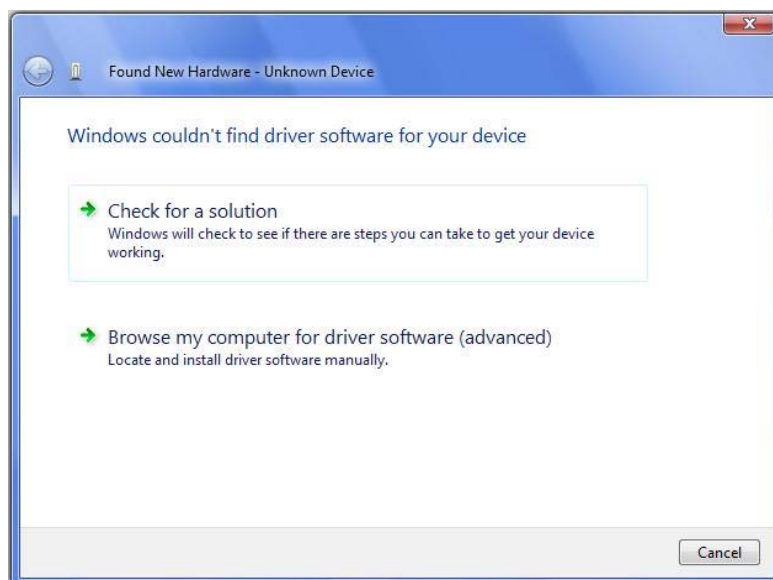 Found New Hardware - Unknown Device
Windows couldn't find driver software for your device
Check for a solution
Windows will check to see if there are steps you can take to get your device
working.
Browse my computer for driver software (advanced)
Locate and install driver software manually.
Cancel